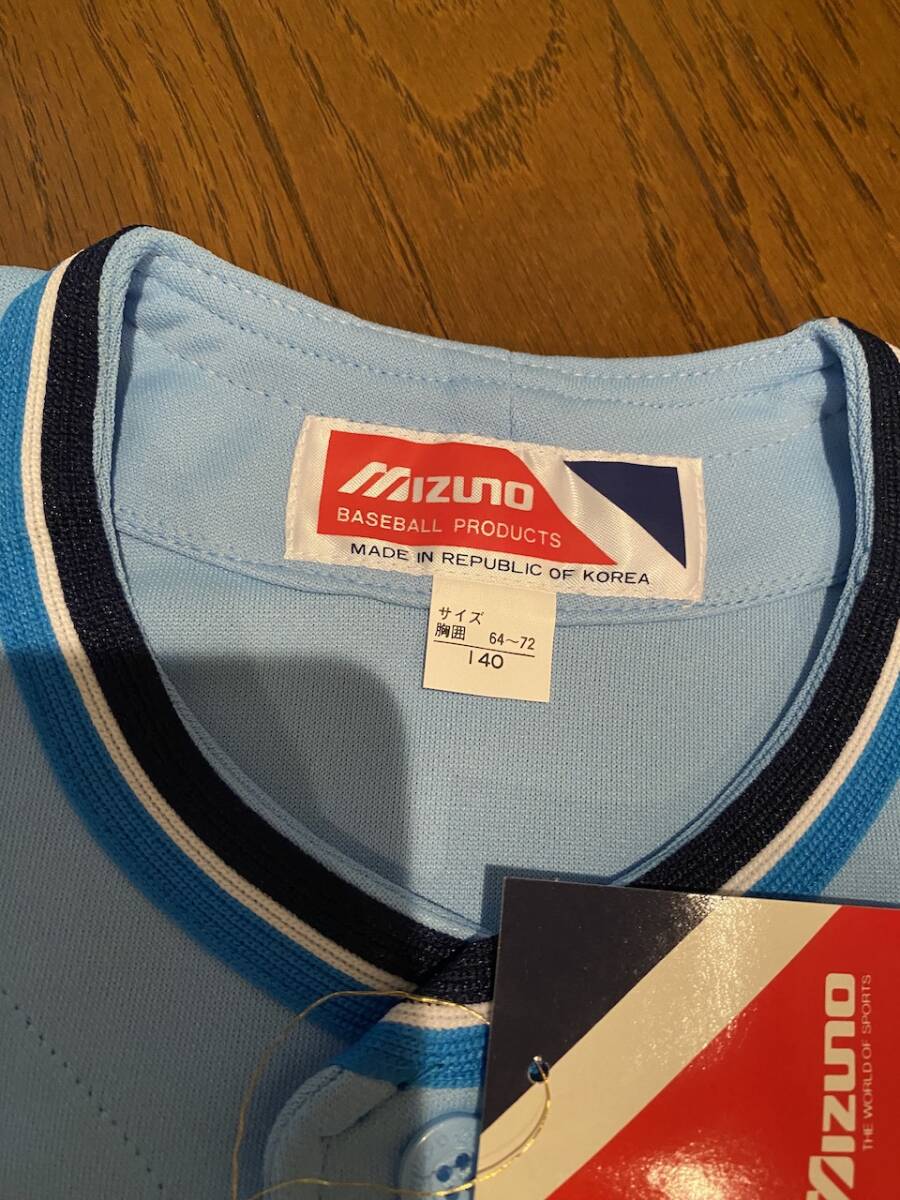 MIZUNO
BASEBALL PRODUCTS
MADE IN REPUBLIC OF KOREA
サイズ
胸囲 64～72
140
MIZUNO
THE WORLD OF SPORTS